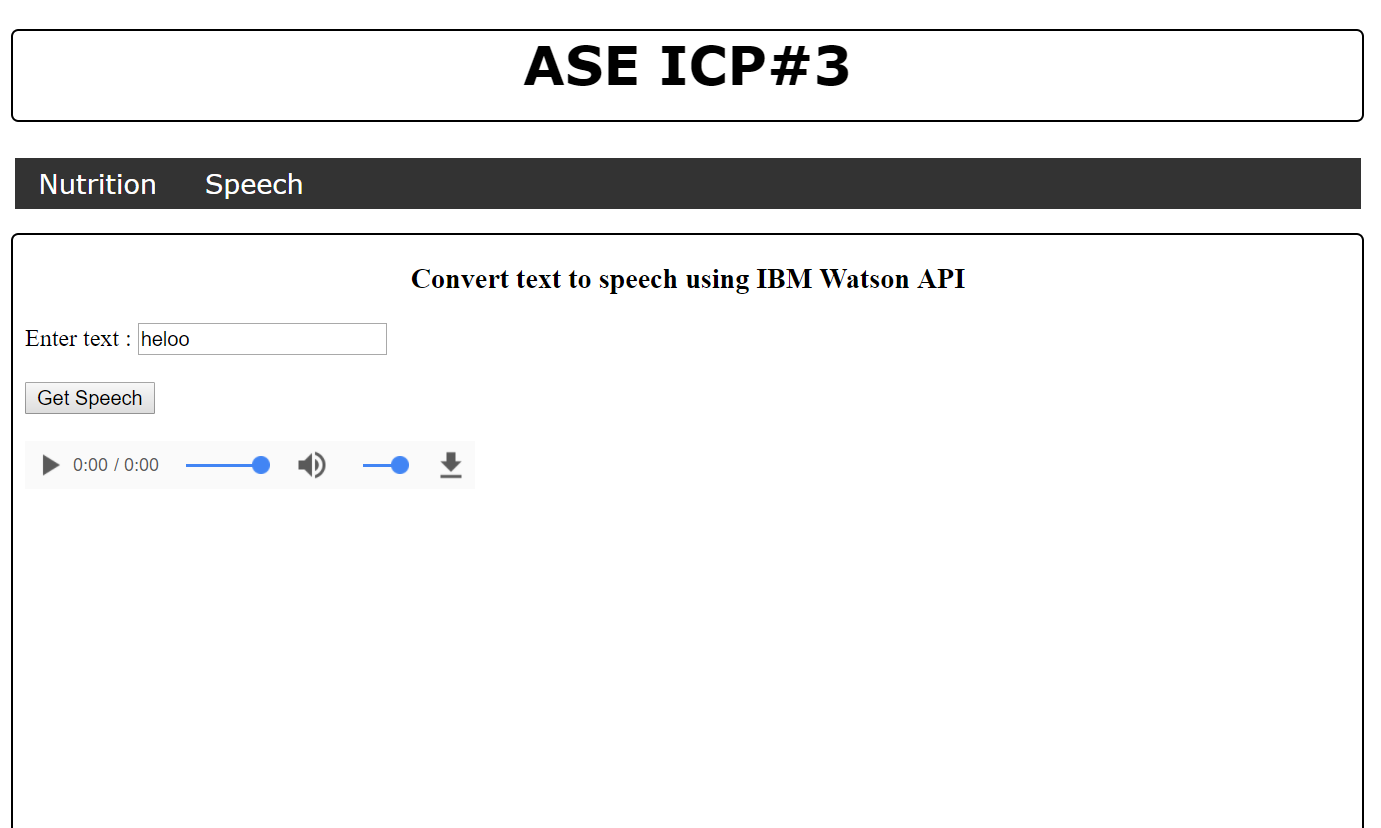 ASE ICP#3
Nutrition Speech
Convert text to speech using IBM Watson API
Enter text : heloo
Get Speech
0:00 / 0:00